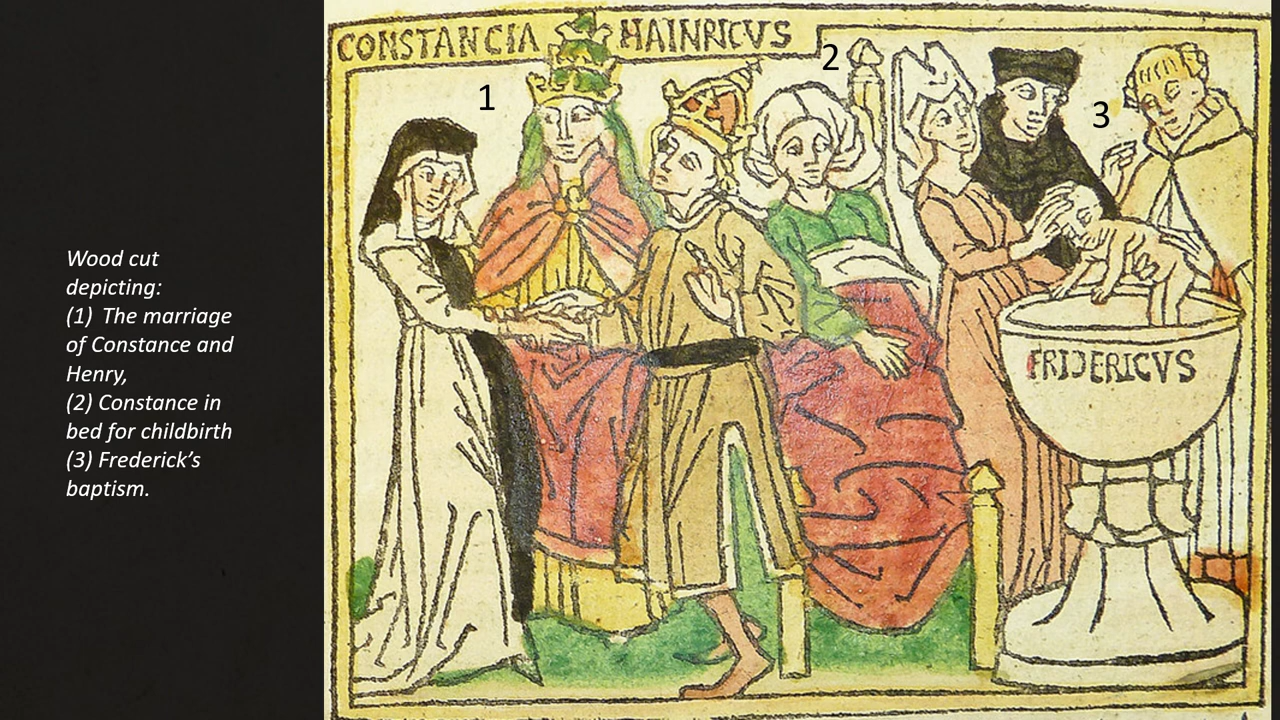 Wood cut
depicting:
(1) The marriage
of Constance and
Henry,
(2) Constance in
bed for childbirth
(3) Frederick's
baptism.
CONSTANCIA HAINRICVS
1
2
3
FRIDERICVS